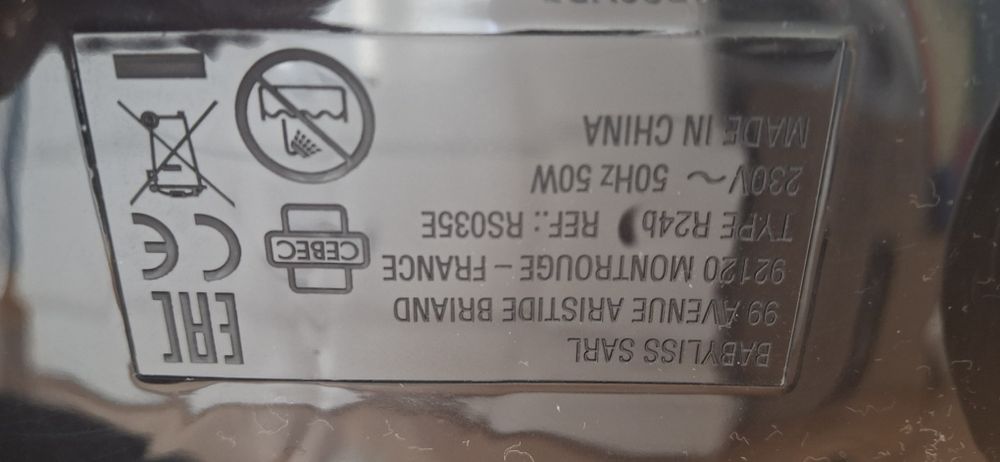 BABYLISS SARL
99 AVENUE ARISTIDE BRIAND
92120 MONTROUGE - FRANCE
TYPE R24b REF.: RS035E
230V ~ 50Hz 50W
MADE IN CHINA
EAC
CE
CEBEC